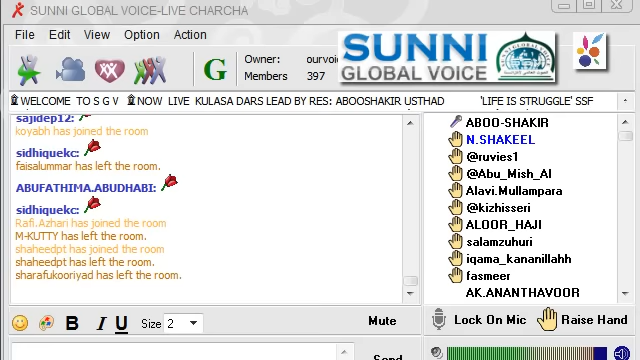 SUNNI GLOBAL VOICE-LIVE CHARCHA
File Edit View Option Action
G Owner: ourvoi
Members 397
SUNNI
GLOBAL VOICE
WELCOME TO S G V NOW LIVE KULASA DARS LEAD BY RES: ABOOSHAKIR USTHAD 'LIFE IS STRUGGLE' SSF
sajidep12:
koyabh has joined the room
sidhiquekc:
faisalummar has left the room.
ABUFATHIMA.ABUDHABI:
sidhiquekc:
Rafi.Azhari has joined the room
M-KUTTY has left the room.
shaheedpt has joined the room
shaheedpt has left the room.
sharafukooriyad has left the room.
ABOO-SHAKIR
N.SHAKEEL
@ruvies1
@Abu_Mish_Al
Alavi.Mullampara
@kizhisseri
ALOOR_HAJI
salamzuhuri
iqama_kananillahh
fasmeer
AK.ANANTHAVOOR
B I U Size 2 Mute
Lock On Mic Raise Hand
Send